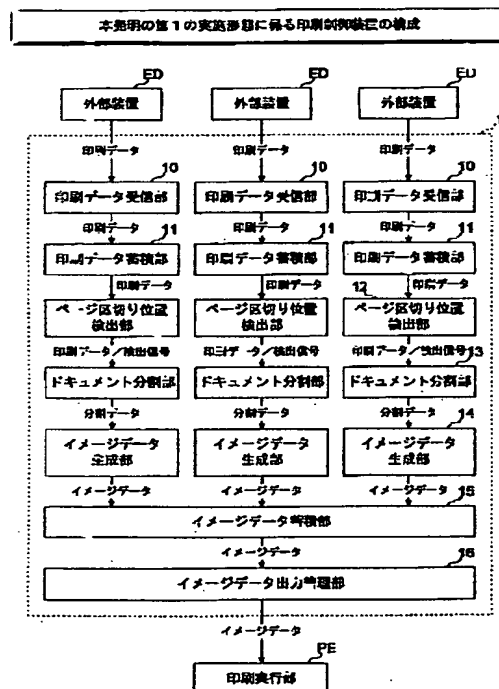 本発明の第1の実施形態に係る印刷制御装置の構成
ED ED ED
外部装置 外部装置 外部装置
1
印刷データ 印刷データ 印刷データ
10 10 10
印刷データ受信部 印刷データ受信部 印刷データ受信部
印刷データ 印刷データ 印刷データ
11 11 11
印刷データ蓄積部 印刷データ蓄積部 印刷データ蓄積部
印刷データ 印刷データ 印刷データ
12
ページ区切り位置 ページ区切り位置 ページ区切り位置
検出部 検出部 検出部
印刷データ/検出信号 印刷データ/検出信号 印刷データ/検出信号
13
ドキュメント分割部 ドキュメント分割部 ドキュメント分割部
分割データ 分割データ 分割データ
14
イメージデータ イメージデータ イメージデータ
生成部 生成部 生成部
イメージデータ イメージデータ イメージデータ
15
イメージデータ蓄積部
イメージデータ
16
イメージデータ出力管理部
イメージデータ
PE
印刷実行部